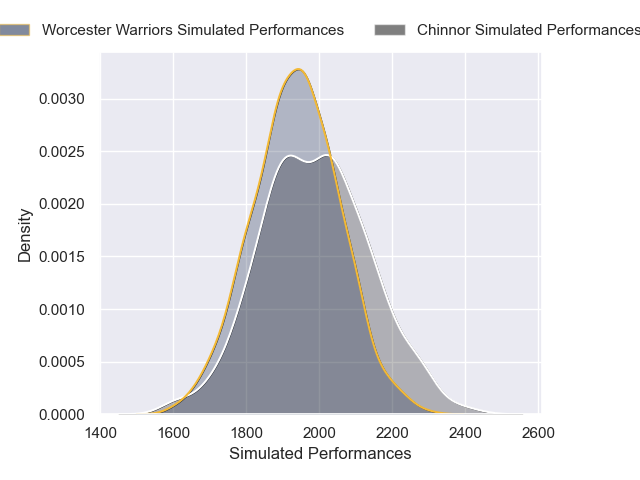 Worcester Warriors Simulated Performances
Chinnor Simulated Performances
0.0030
0.0025
0.0020
0.0015
0.0010
0.0005
0.0000
Density
1400 1600 1800 2000 2200 2400 2600
Simulated Performances